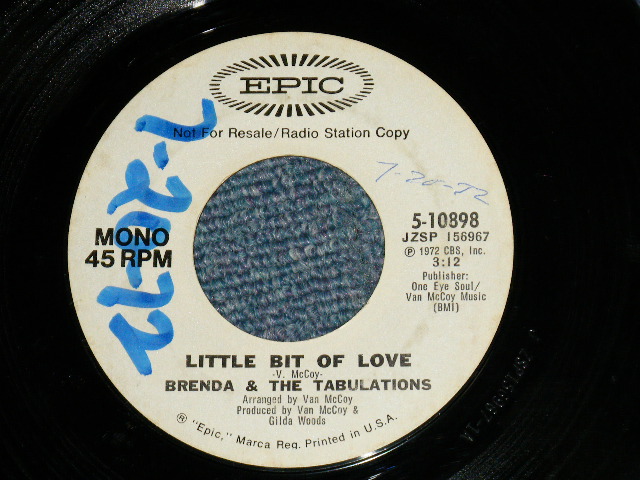 EPIC
Not For Resale/Radio Station Copy
7-20-72
7-20-72
MONO
45 RPM
5-10898
JZSP 156967
℗ 1972 CBS, Inc.
3:12
Publisher:
One Eye Soul/
Van McCoy Music
(BMI)
LITTLE BIT OF LOVE
-V. McCoy-
BRENDA & THE TABULATIONS
Arranged by Van McCoy
Produced by Van McCoy &
Gilda Woods
® "Epic," Marca Reg. Printed in U.S.A.